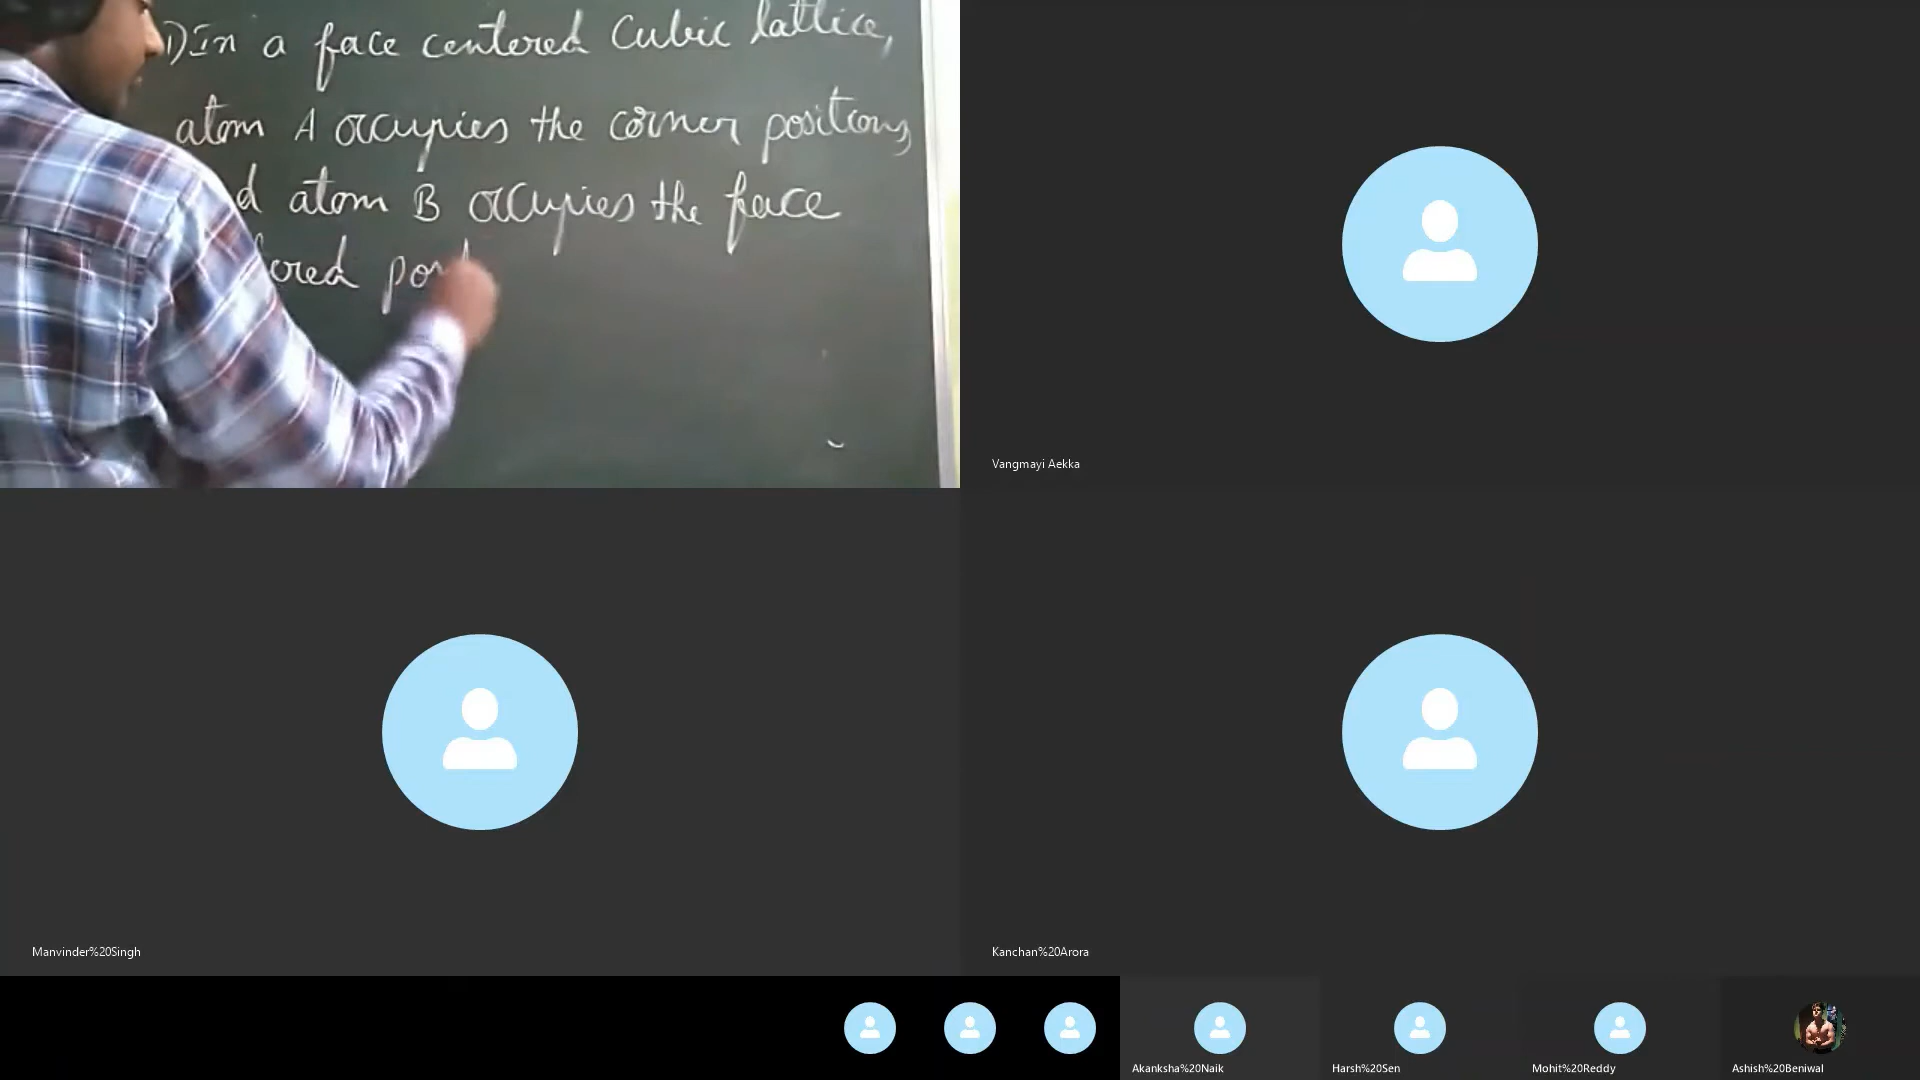 1) In a face centered Cubic lattice,
atom A occupies the corner positions,
atom B occupies the face
Vangmayi Aekka
Manvinder%20Singh
Kanchan%20Arora
Akanksha%20Naik
Harsh%20Sen
Mohit%20Reddy
Ashish%20Beniwal